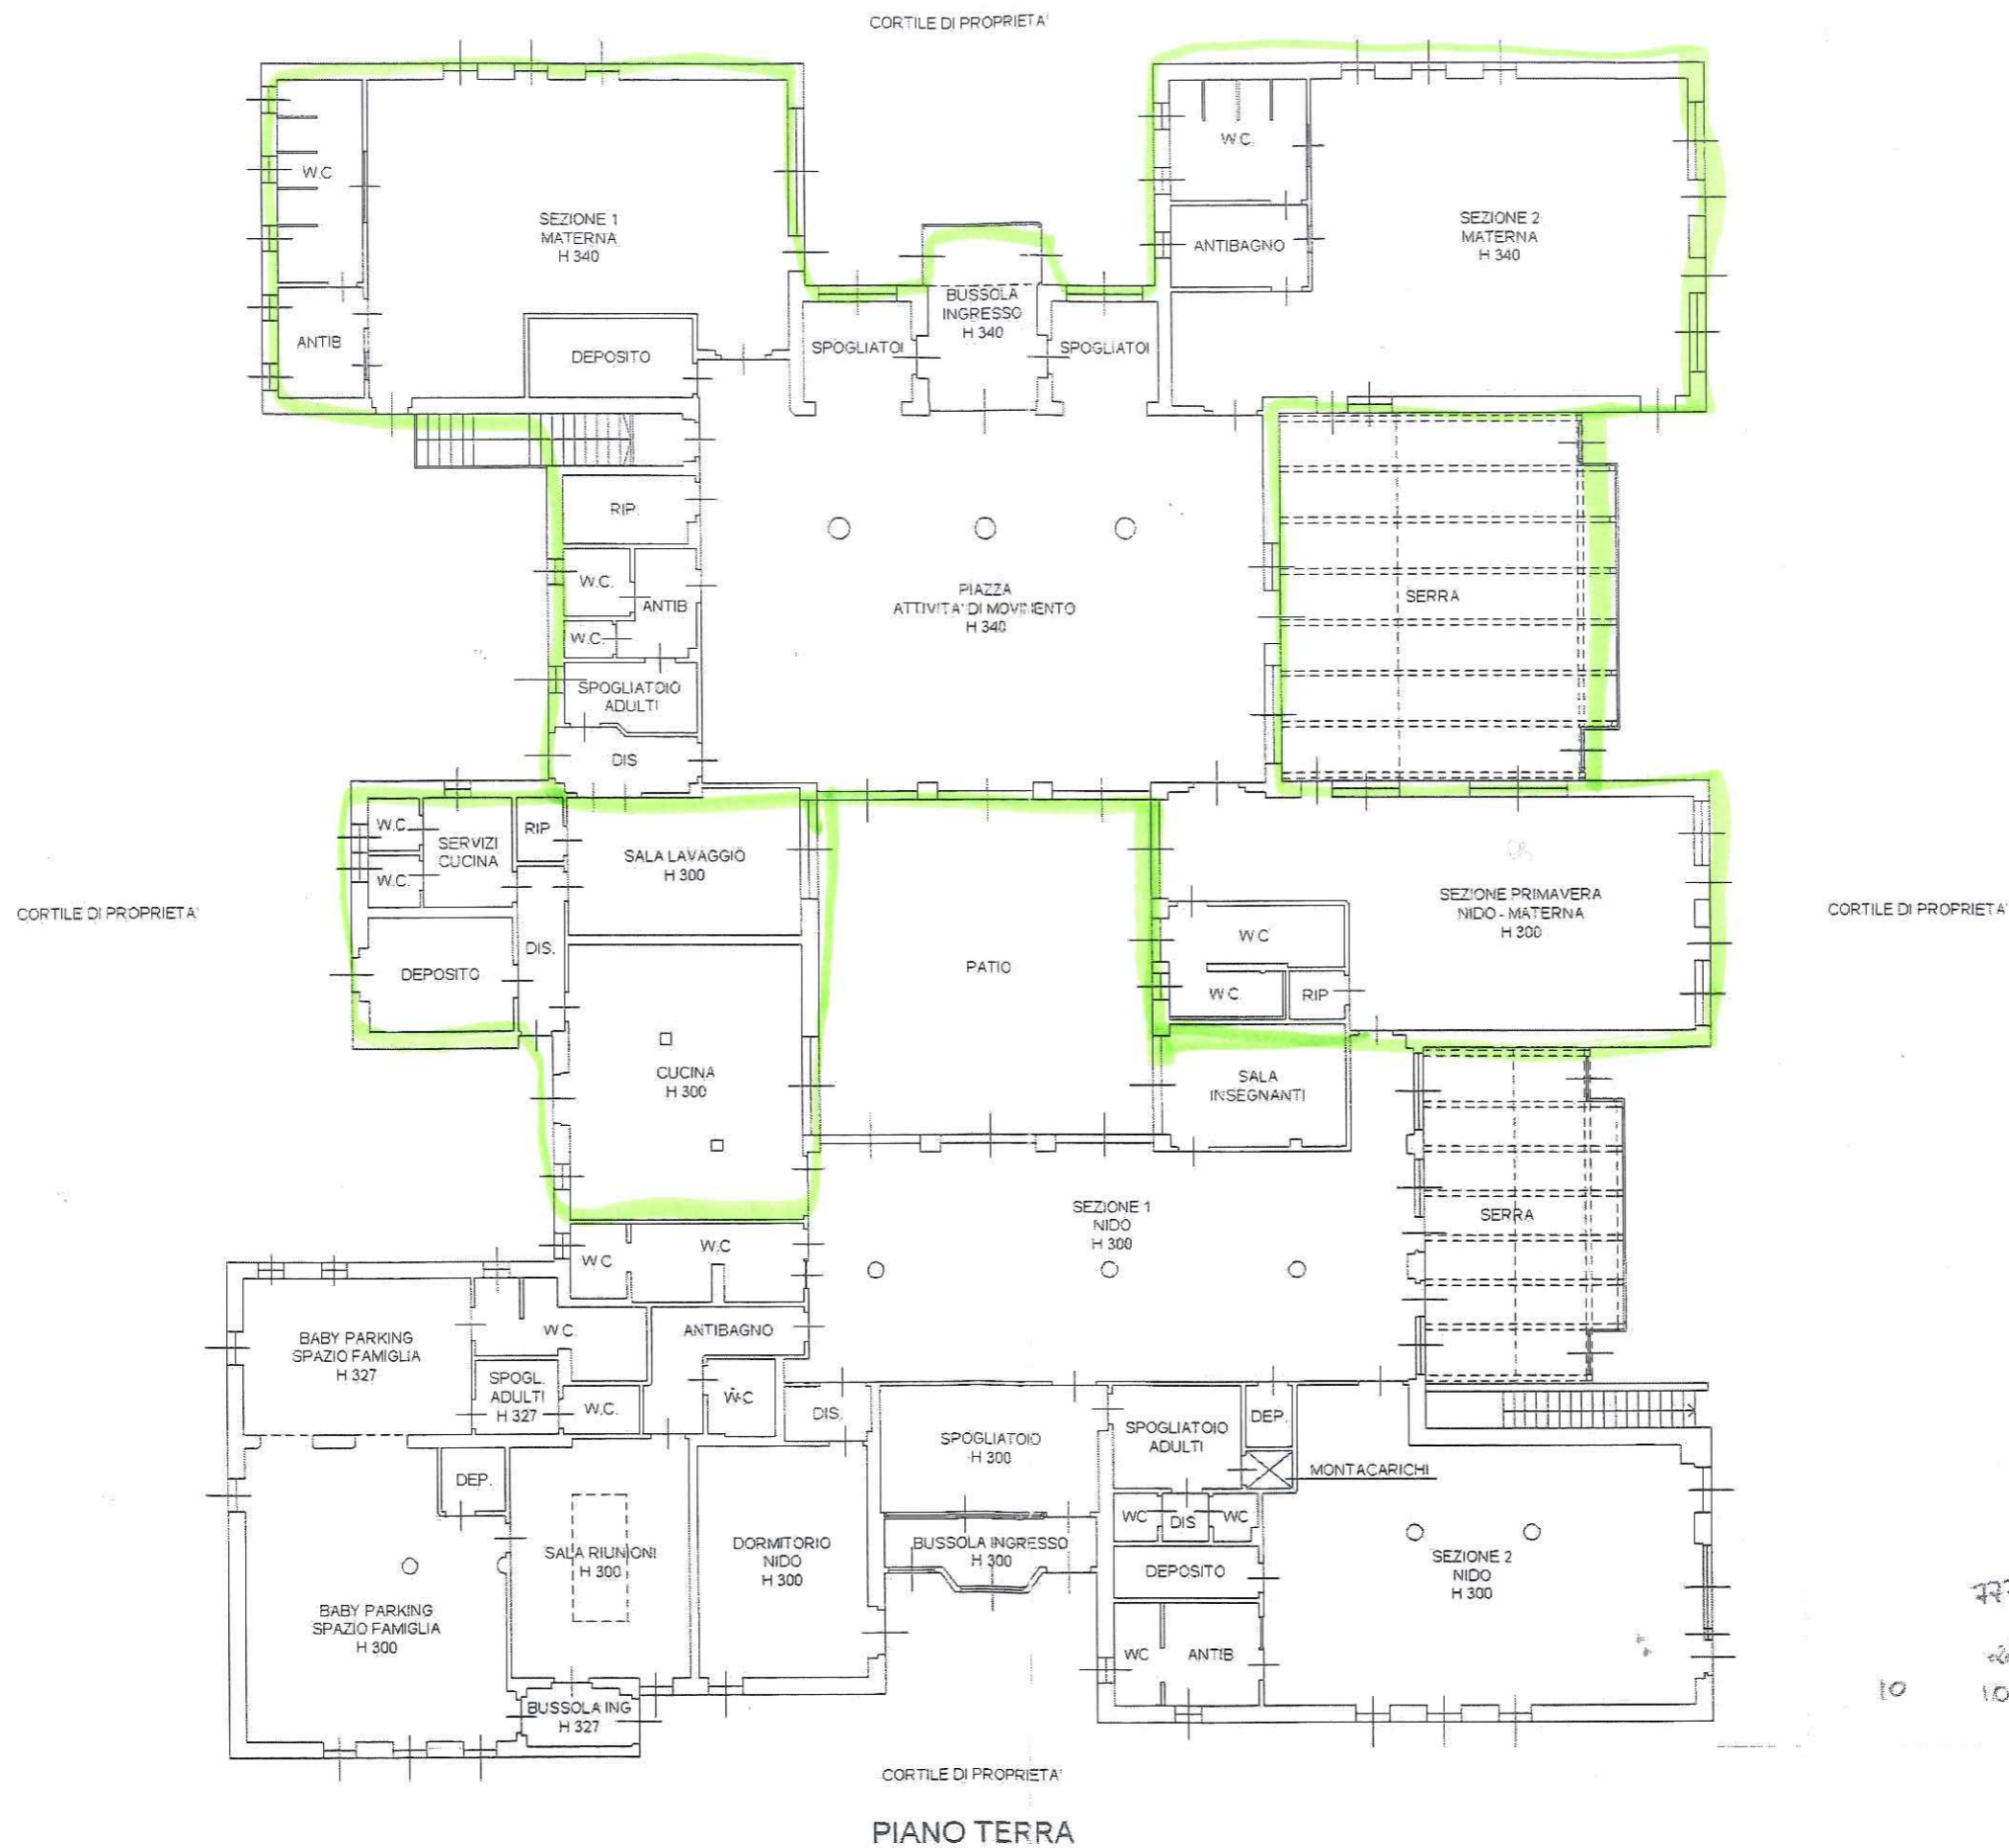 CORTILE DI PROPRIETA'
W.C
SEZIONE 1
MATERNA
H 340
ANTIB
DEPOSITO
SPOGLIATOI
BUSSOLA
INGRESSO
H 340
SPOGLIATOI
W.C.
ANTIBAGNO
SEZIONE 2
MATERNA
H 340
RIP.
W.C.
ANTIB
W.C.
SPOGLIATOIO
ADULTI
DIS
PIAZZA
ATTIVITA' DI MOVIMENTO
H 340
SERRA
W.C.
SERVIZI
CUCINA
W.C.
RIP
SALA LAVAGGIO
H 300
CORTILE DI PROPRIETA'
DEPOSITO
DIS.
PATIO
SEZIONE PRIMAVERA
NIDO - MATERNA
H 300
CORTILE DI PROPRIETA'
W C
W C.
RIP
CUCINA
H 300
SALA
INSEGNANTI
SEZIONE 1
NIDO
H 300
SERRA
W C
W.C
BABY PARKING
SPAZIO FAMIGLIA
H 327
W.C.
ANTIBAGNO
SPOGL.
ADULTI
H 327
W.C.
W.C
DIS.
SPOGLIATOIO
H 300
SPOGLIATOIO
ADULTI
DEP.
MONTACARICHI
DEP.
WC
DIS
WC
SALA RIUNIONI
H 300
DORMITORIO
NIDO
H 300
BUSSOLA INGRESSO
H 300
DEPOSITO
SEZIONE 2
NIDO
H 300
BABY PARKING
SPAZIO FAMIGLIA
H 300
WC
ANTIB
BUSSOLA ING
H 327
10
10
CORTILE DI PROPRIETA'
PIANO TERRA